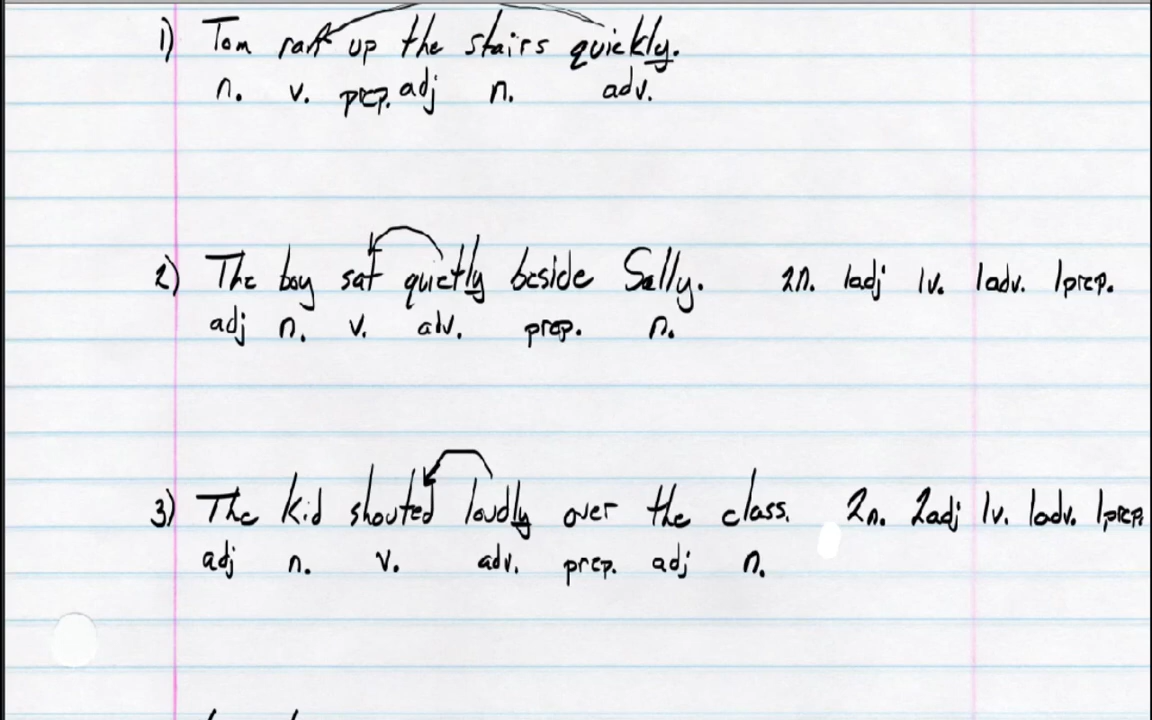 1) Tom ran up the stairs quickly.
n. v. prep. adj n. adv.
2) The boy sat quietly beside Sally. 2n. 1adj 1v. 1adv. 1prep.
adj n. v. adv. prep. n.
3) The kid shouted loudly over the class. 2n. 2adj 1v. 1adv. 1prep.
adj n. v. adv. prep. adj n.